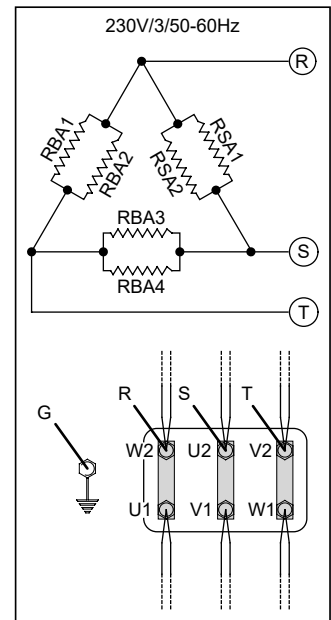 230V/3/50-60Hz
R
RBA1
RBA2
RSA1
RSA2
RBA3
RBA4
S
T
G
R S T
W2 U2 V2
U1 V1 W1